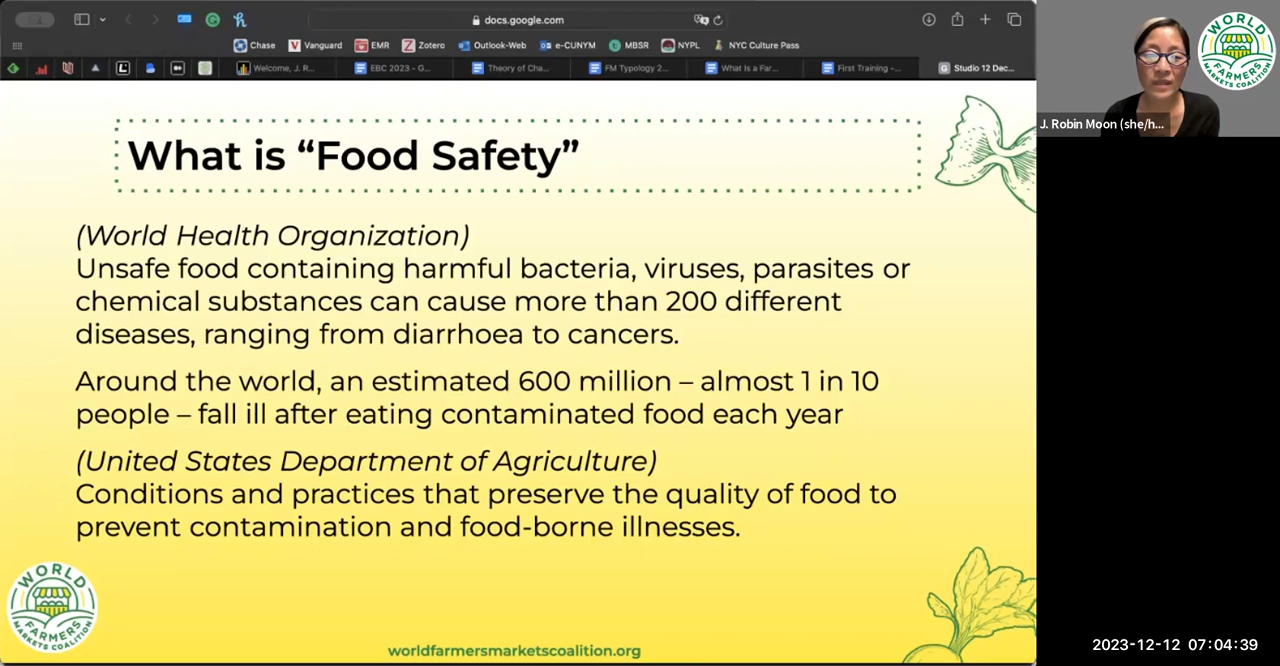 docs.google.com
Chase
Vanguard
EMR
Zotero
Outlook-Web
e-CUNYM
MBSR
NYPL
NYC Culture Pass
Welcome, J. R...
EBC 2023 - G...
Theory of Cha...
FM Typology 2...
What Is a Far...
First Training -...
Studio 12 Dec...
WORLD
FARMERS
MARKETS COALITION
J. Robin Moon (she/h...
What is “Food Safety”
(World Health Organization)
Unsafe food containing harmful bacteria, viruses, parasites or
chemical substances can cause more than 200 different
diseases, ranging from diarrhoea to cancers.
Around the world, an estimated 600 million – almost 1 in 10
people – fall ill after eating contaminated food each year
(United States Department of Agriculture)
Conditions and practices that preserve the quality of food to
prevent contamination and food-borne illnesses.
WORLD
FARMERS
MARKETS COALITION
worldfarmersmarketscoalition.org
2023-12-12 07:04:39